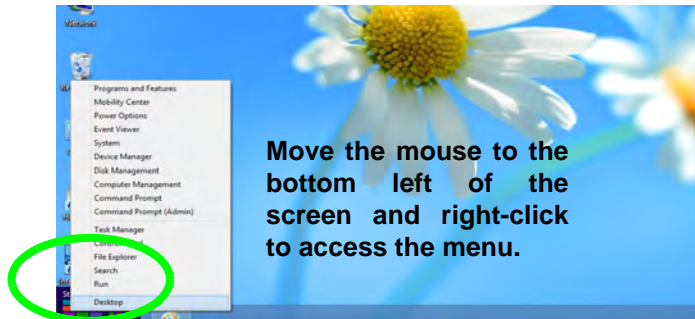 Network
Programs and Features
Mobility Center
Power Options
Event Viewer
System
Device Manager
Disk Management
Computer Management
Command Prompt
Command Prompt (Admin)
Task Manager
File Explorer
Search
Run
Desktop
Move the mouse to the
bottom left of the
screen and right-click
to access the menu.